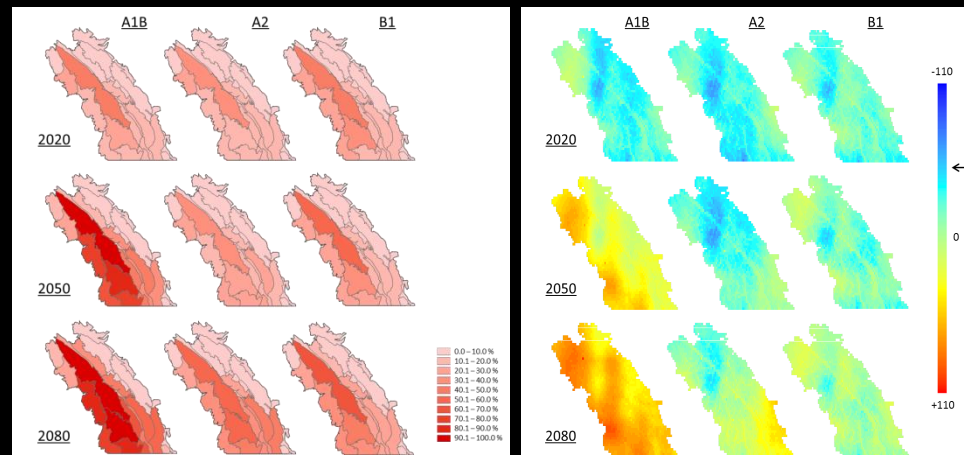 A1B A2 B1
2020
2050
2080
0.0 – 10.0 %
10.1 – 20.0 %
20.1 – 30.0 %
30.1 – 40.0 %
40.1 – 50.0 %
50.1 – 60.0 %
60.1 – 70.0 %
70.1 – 80.0 %
80.1 – 90.0 %
90.1 – 100.0 %
A1B A2 B1
2020
2050
2080
-110
0
+110